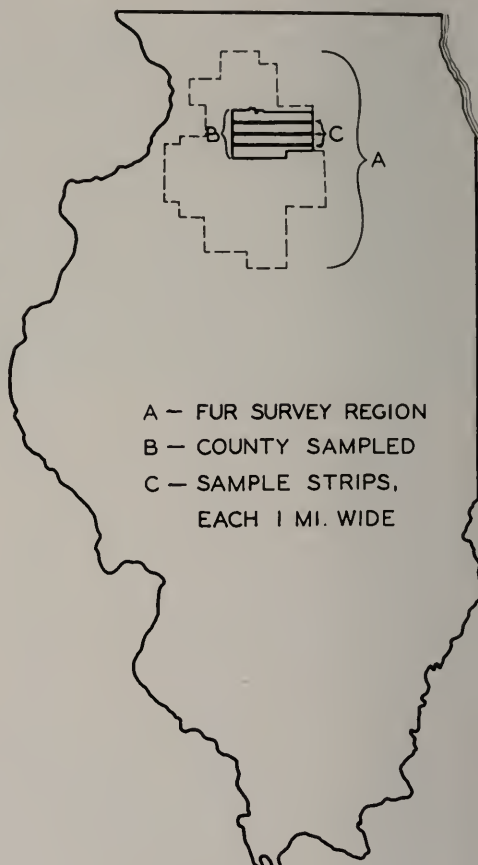 B
C
A
A — FUR SURVEY REGION
B — COUNTY SAMPLED
C — SAMPLE STRIPS,
EACH 1 MI. WIDE